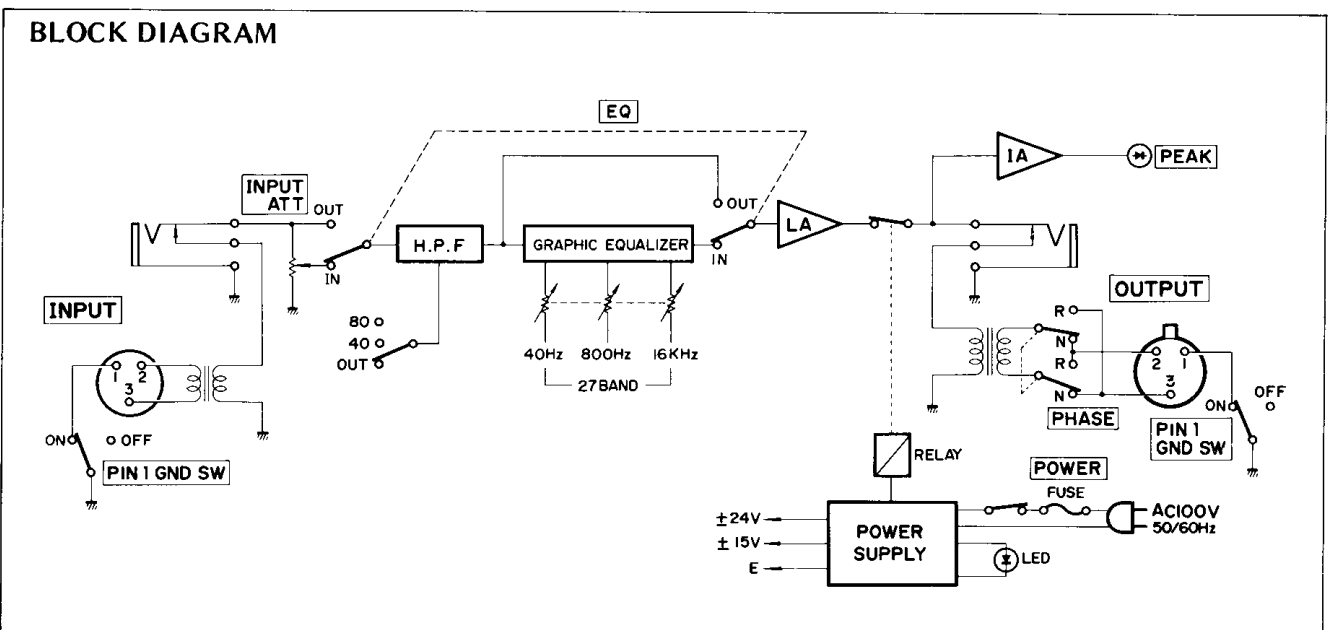 BLOCK DIAGRAM
EQ
INPUT
ATT
OUT
IN
H.P.F
GRAPHIC EQUALIZER
OUT
IN
LA
IA
PEAK
80
40
OUT
40Hz
800Hz
16KHz
27BAND
INPUT
1
2
3
ON
OFF
PIN 1 GND SW
OUTPUT
R
N
R
N
PHASE
2
1
3
ON
OFF
PIN 1
GND SW
RELAY
POWER
FUSE
AC100V
50/60Hz
±24V
±15V
E
POWER
SUPPLY
LED